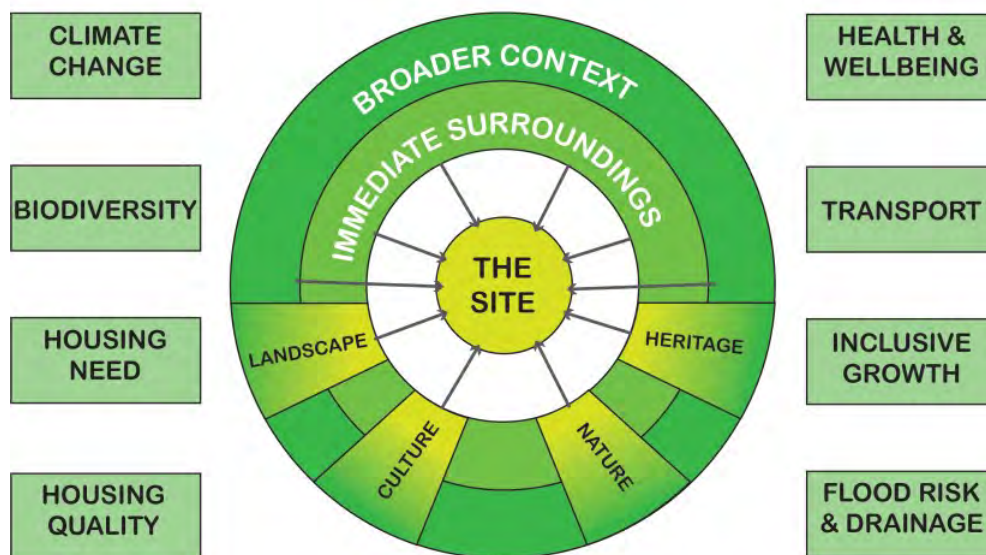 CLIMATE
CHANGE
BIODIVERSITY
HOUSING
NEED
HOUSING
QUALITY
BROADER CONTEXT
IMMEDIATE SURROUNDINGS
THE
SITE
LANDSCAPE
CULTURE
NATURE
HERITAGE
HEALTH &
WELLBEING
TRANSPORT
INCLUSIVE
GROWTH
FLOOD RISK
& DRAINAGE